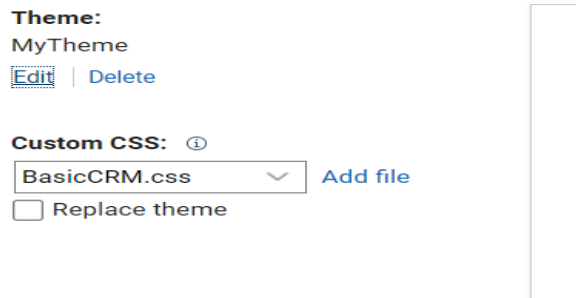 Theme:
MyTheme
Edit | Delete
Custom CSS:
BasicCRM.css Add file
Replace theme